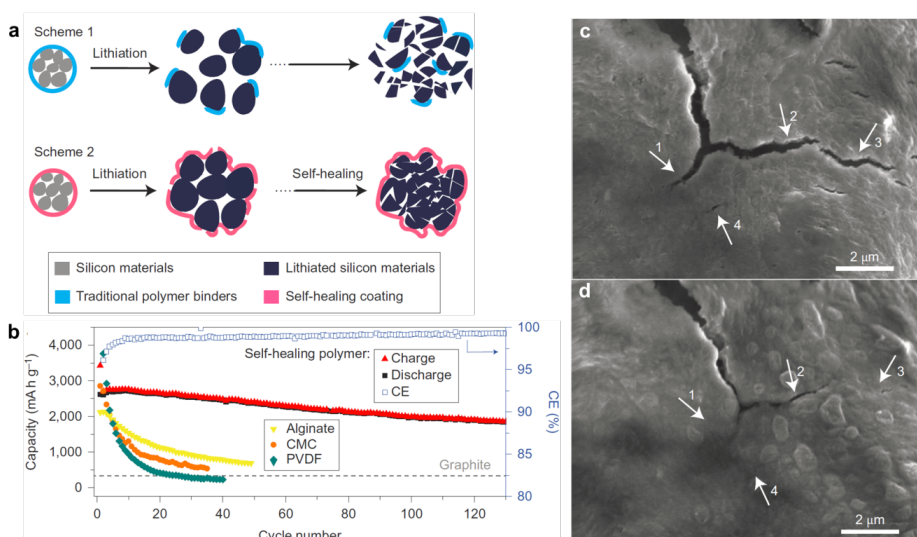 a
Scheme 1
Lithiation
Scheme 2
Lithiation
Self-healing
Silicon materials
Lithiated silicon materials
Traditional polymer binders
Self-healing coating
b
4,000
3,000
2,000
1,000
0
Capacity (mA h g⁻¹)
0
20
40
60
80
100
120
Cycle number
100
95
90
85
80
CE (%)
Self-healing polymer:
Charge
Discharge
CE
Alginate
CMC
PVDF
Graphite
c
1
2
3
4
2 μm
d
1
2
3
4
2 μm